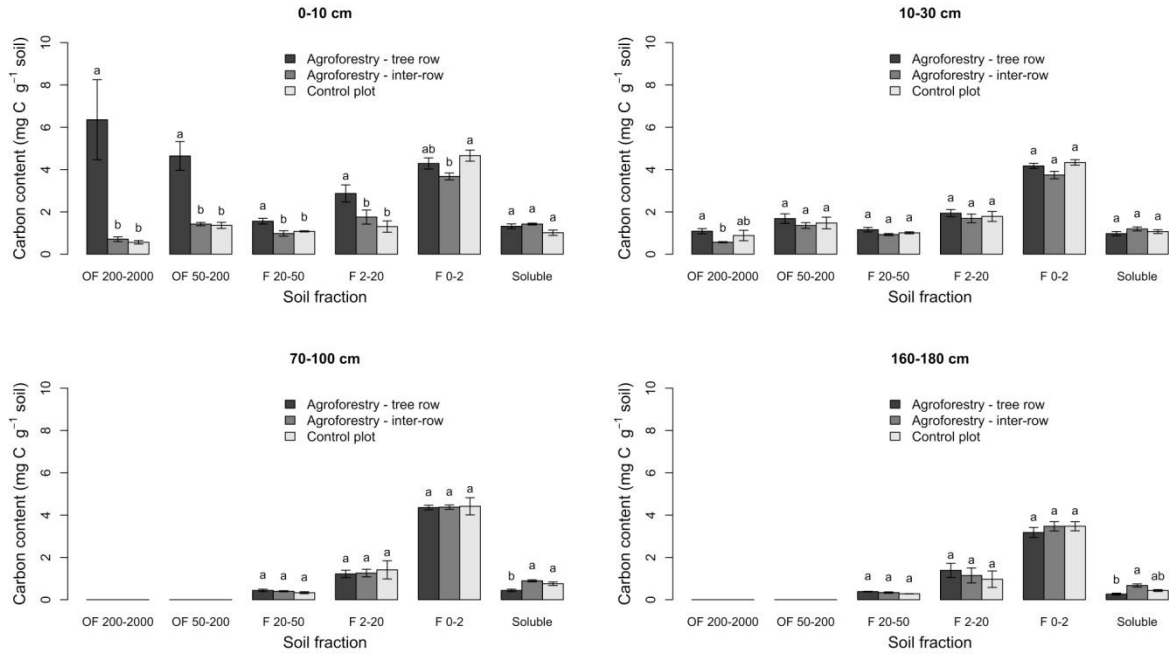 0-10 cm
Carbon content (mg C g⁻¹ soil)
10
8
6
4
2
0
Agroforestry - tree row
Agroforestry - inter-row
Control plot
a b b
a b b
a b b
a b b
ab b a
a a a
OF 200-2000 OF 50-200 F 20-50 F 2-20 F 0-2 Soluble
Soil fraction
10-30 cm
Carbon content (mg C g⁻¹ soil)
10
8
6
4
2
0
Agroforestry - tree row
Agroforestry - inter-row
Control plot
a b ab
a a a
a a a
a a a
a a a
a a a
OF 200-2000 OF 50-200 F 20-50 F 2-20 F 0-2 Soluble
Soil fraction
70-100 cm
Carbon content (mg C g⁻¹ soil)
10
8
6
4
2
0
Agroforestry - tree row
Agroforestry - inter-row
Control plot
a a a
a a a
a a a
b a a
OF 200-2000 OF 50-200 F 20-50 F 2-20 F 0-2 Soluble
Soil fraction
160-180 cm
Carbon content (mg C g⁻¹ soil)
10
8
6
4
2
0
Agroforestry - tree row
Agroforestry - inter-row
Control plot
a a a
a a a
a a a
b a ab
OF 200-2000 OF 50-200 F 20-50 F 2-20 F 0-2 Soluble
Soil fraction